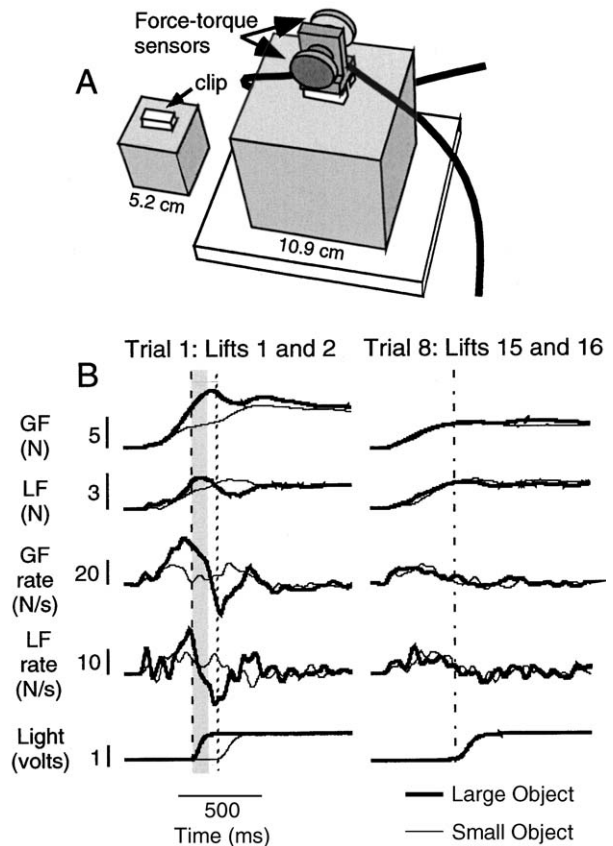 Force-torque
sensors
A
clip
5.2 cm
10.9 cm
Trial 1: Lifts 1 and 2
Trial 8: Lifts 15 and 16
B
GF
(N)
5
LF
(N)
3
GF
rate
(N/s)
20
LF
rate
(N/s)
10
Light
(volts)
1
500
Time (ms)
Large Object
Small Object